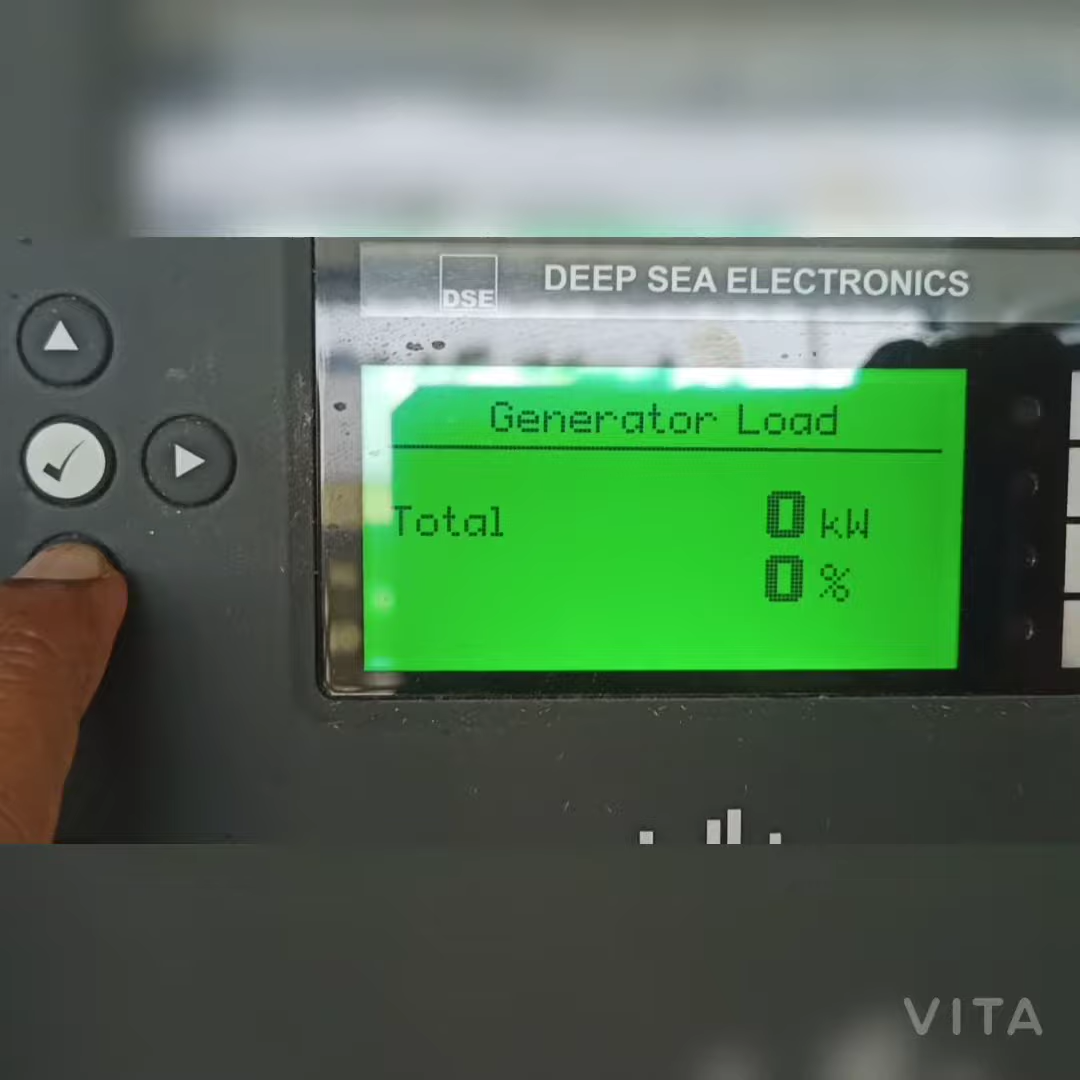 DSE
DEEP SEA ELECTRONICS
Generator Load
Total 0 kW
0 %
VITA